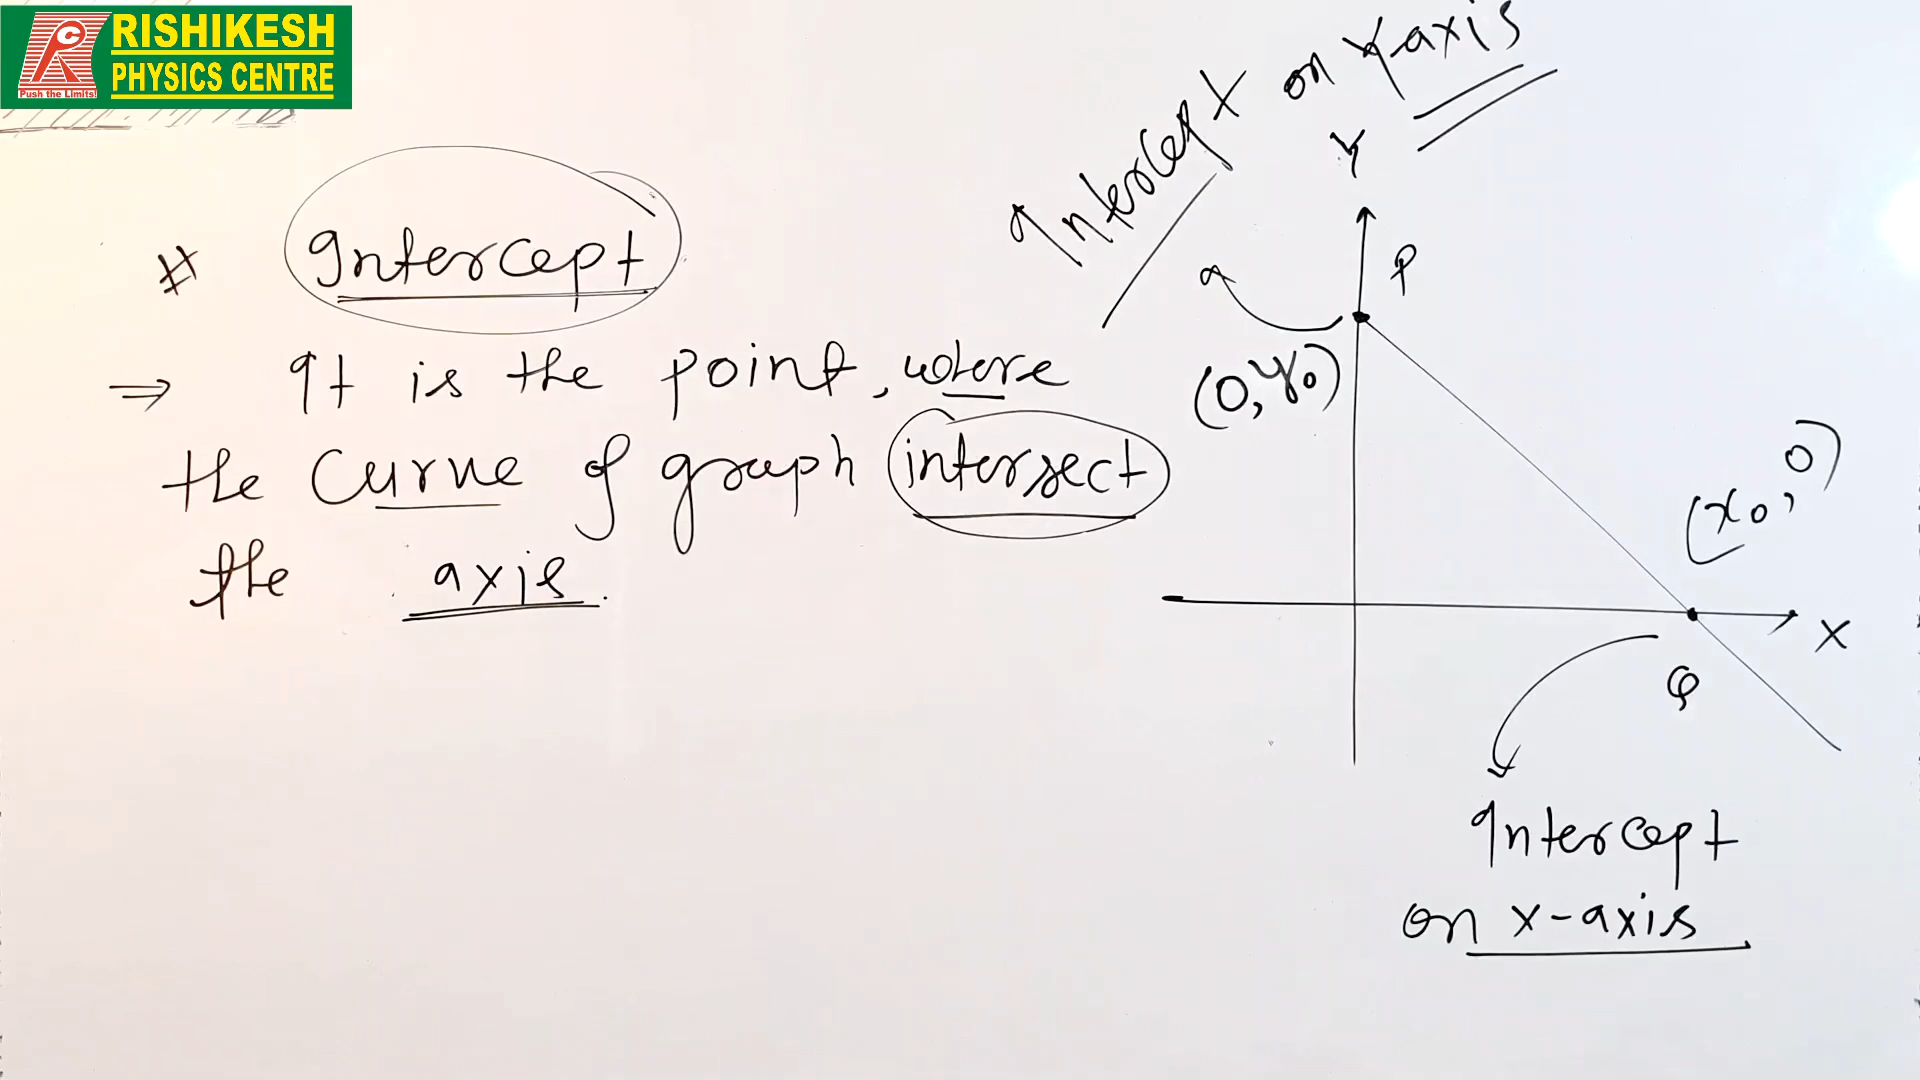 RISHIKESH
PHYSICS CENTRE
Push the Limits!
# Intercept
⇒ It is the point, where
the curve of graph intersect
the axis.
Intercept on Y-axis
Y
P
(0, y₀)
(x₀, 0)
X
Q
Intercept
on x-axis